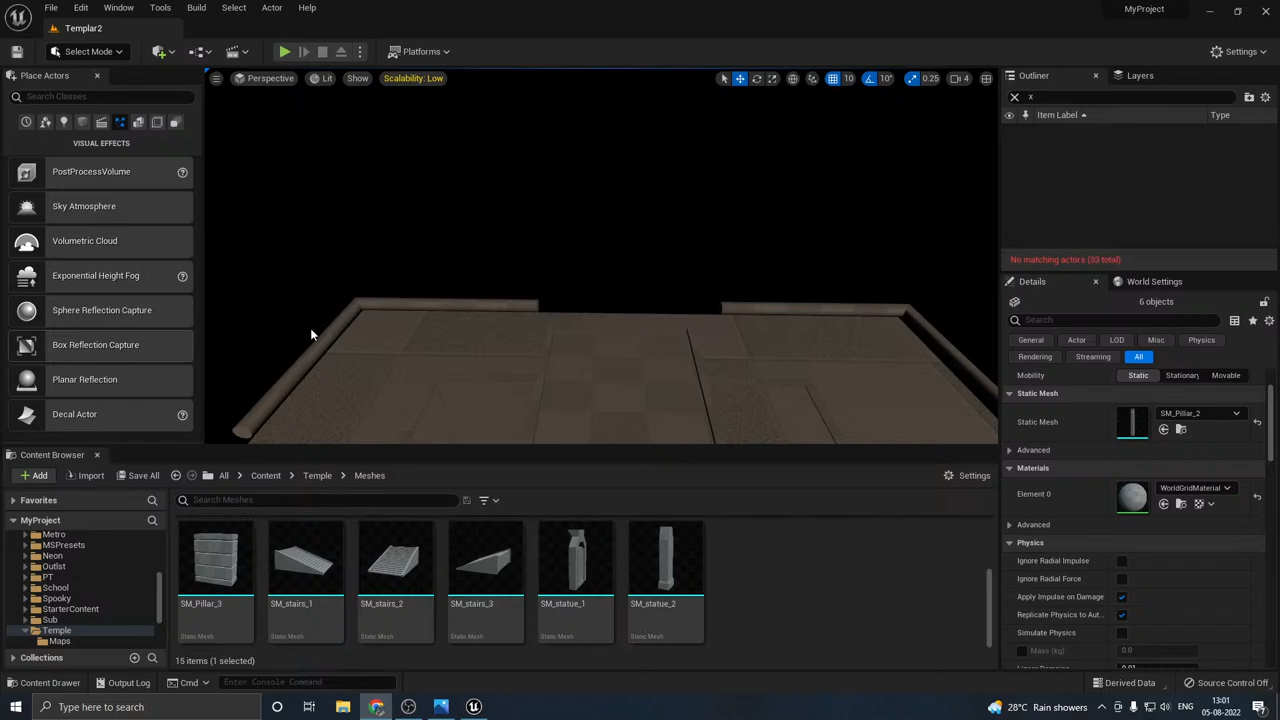 File Edit Window Tools Build Select Actor Help
MyProject
Templar2
Select Mode
Platforms
Settings
Place Actors
Search Classes
VISUAL EFFECTS
PostProcessVolume
Sky Atmosphere
Volumetric Cloud
Exponential Height Fog
Sphere Reflection Capture
Box Reflection Capture
Planar Reflection
Decal Actor
Perspective Lit Show Scalability: Low
10 10° 0.25 4
Outliner Layers
x
Item Label Type
No matching actors (33 total)
Details World Settings
6 objects
Search
General Actor LOD Misc Physics
Rendering Streaming All
Mobility Static Stationary Movable
Static Mesh
Static Mesh SM_Pillar_2
Advanced
Materials
Element 0 WorldGridMaterial
Advanced
Physics
Ignore Radial Impulse
Ignore Radial Force
Apply Impulse on Damage
Replicate Physics to Aut...
Simulate Physics
Mass (kg) 0.0
Linear Damping 0.01
Content Browser
Add Import Save All All Content Temple Meshes Settings
Favorites
MyProject
Metro
MSPresets
Neon
Outlst
PT
School
Spooky
StarterContent
Sub
Temple
Maps
Collections
Search Meshes
SM_Pillar_3 SM_stairs_1 SM_stairs_2 SM_stairs_3 SM_statue_1 SM_statue_2
Static Mesh Static Mesh Static Mesh Static Mesh Static Mesh Static Mesh
15 items (1 selected)
Content Drawer Output Log Cmd Enter Console Command
Derived Data Source Control Off
Type here to search
28°C Rain showers
ENG
13:01
05-08-2022